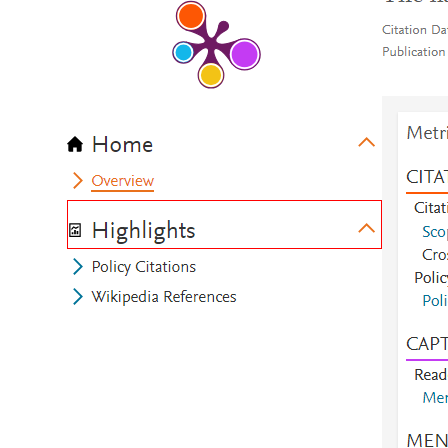 Citation Da
Publication
Home
Overview
Highlights
Policy Citations
Wikipedia References
Metri
CITA
Citat
Sco
Cro
Polic
Poli
CAPT
Read
Mer
MEN